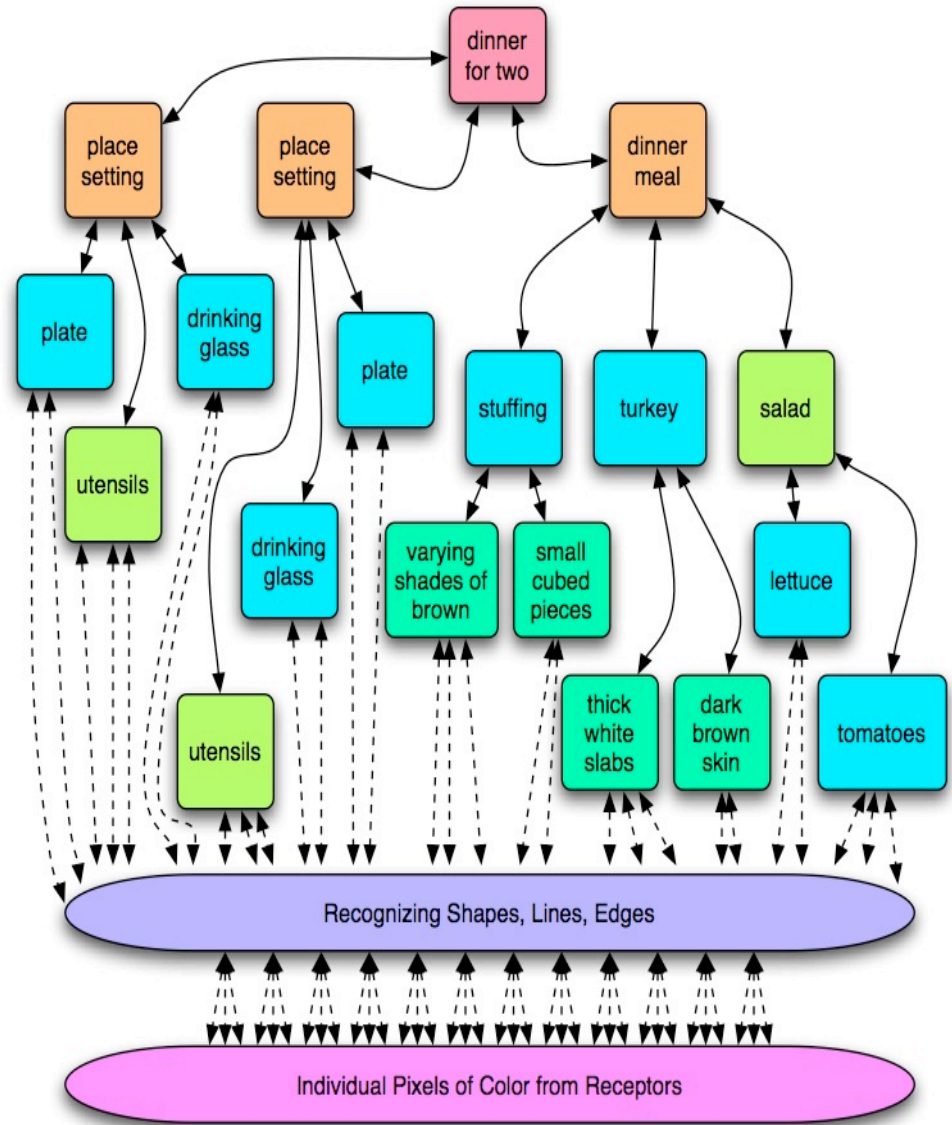 dinner
for two
place
setting
place
setting
dinner
meal
plate
drinking
glass
plate
stuffing
turkey
salad
utensils
drinking
glass
varying
shades of
brown
small
cubed
pieces
lettuce
utensils
thick
white
slabs
dark
brown
skin
tomatoes
Recognizing Shapes, Lines, Edges
Individual Pixels of Color from Receptors